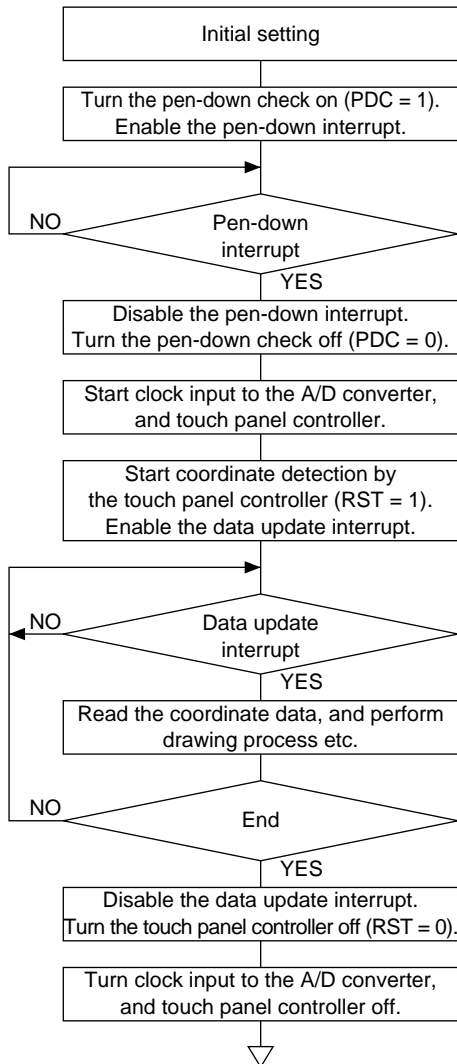 Initial setting
Turn the pen-down check on (PDC = 1).
Enable the pen-down interrupt.
NO
Pen-down
interrupt
YES
Disable the pen-down interrupt.
Turn the pen-down check off (PDC = 0).
Start clock input to the A/D converter,
and touch panel controller.
Start coordinate detection by
the touch panel controller (RST = 1).
Enable the data update interrupt.
NO
Data update
interrupt
YES
Read the coordinate data, and perform
drawing process etc.
NO
End
YES
Disable the data update interrupt.
Turn the touch panel controller off (RST = 0).
Turn clock input to the A/D converter,
and touch panel controller off.